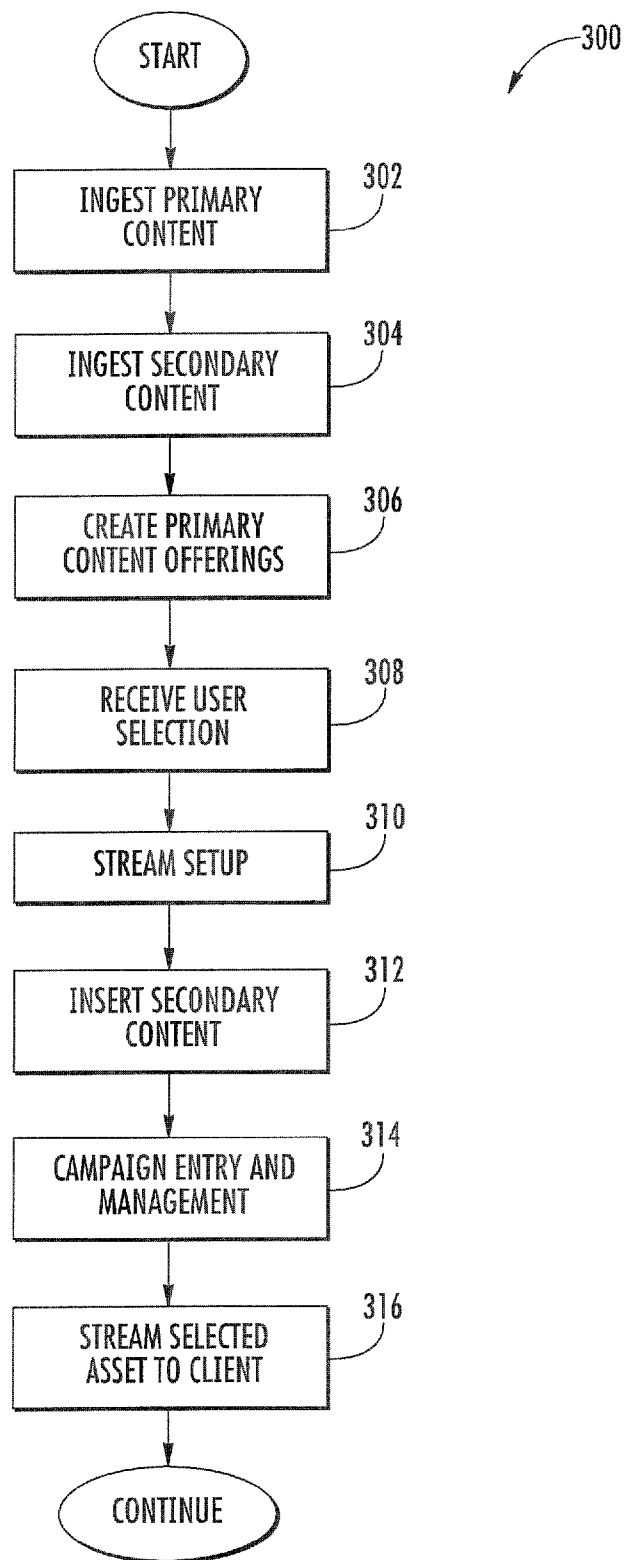 START
300
302
INGEST PRIMARY
CONTENT
304
INGEST SECONDARY
CONTENT
306
CREATE PRIMARY
CONTENT OFFERINGS
308
RECEIVE USER
SELECTION
310
STREAM SETUP
312
INSERT SECONDARY
CONTENT
314
CAMPAIGN ENTRY AND
MANAGEMENT
316
STREAM SELECTED
ASSET TO CLIENT
CONTINUE